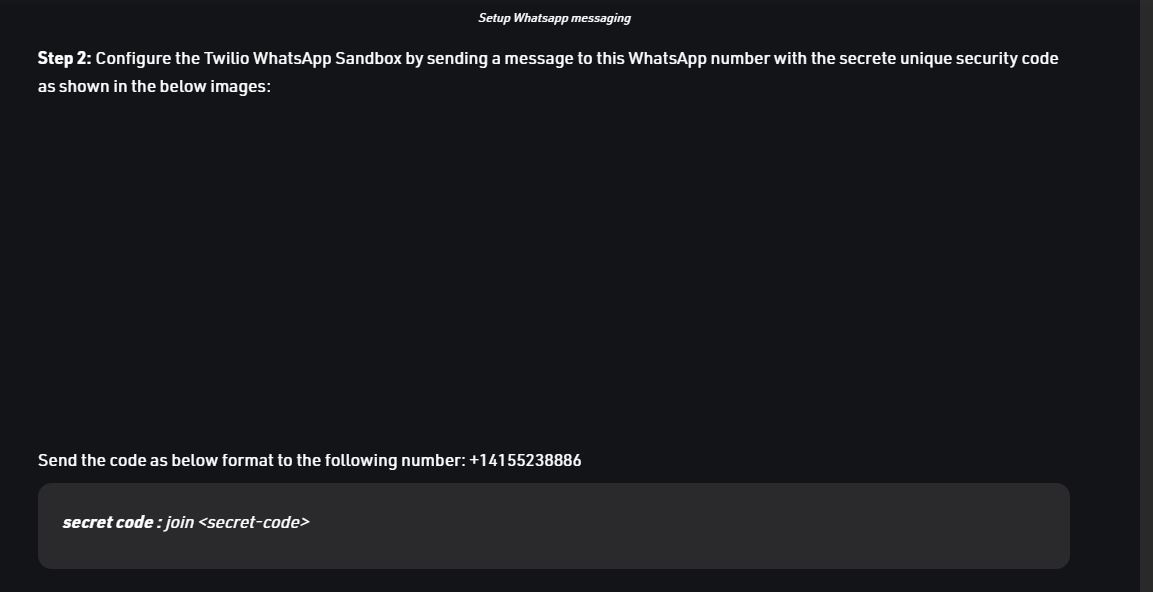 Setup Whatsapp messaging
Step 2: Configure the Twilio WhatsApp Sandbox by sending a message to this WhatsApp number with the secrete unique security code
as shown in the below images:
Send the code as below format to the following number: +14155238886
secret code : join <secret-code>